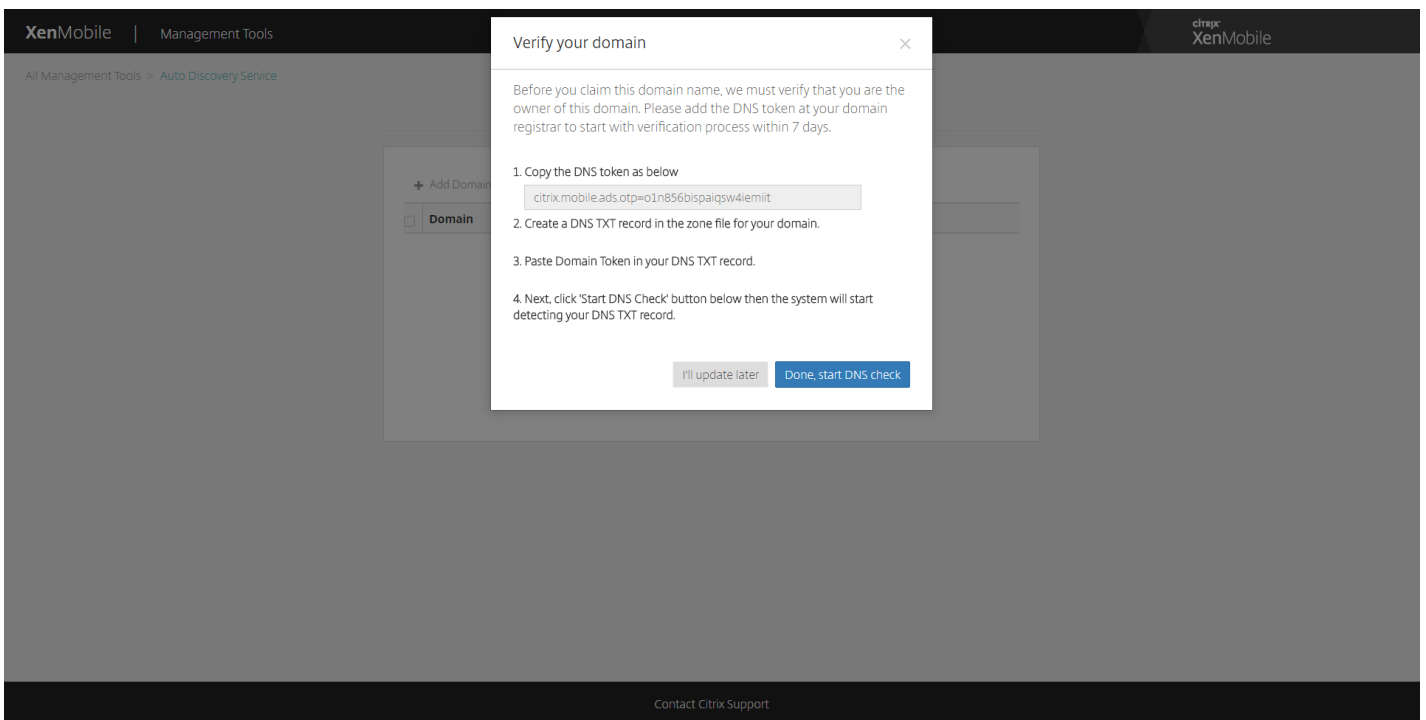 XenMobile | Management Tools
citrix
XenMobile
All Management Tools > Auto Discovery Service
Verify your domain ×
Before you claim this domain name, we must verify that you are the
owner of this domain. Please add the DNS token at your domain
registrar to start with verification process within 7 days.
1. Copy the DNS token as below
citrix.mobile.ads.otp=o1n856bispaiqsw4iemiit
2. Create a DNS TXT record in the zone file for your domain.
3. Paste Domain Token in your DNS TXT record.
4. Next, click 'Start DNS Check' button below then the system will start
detecting your DNS TXT record.
I'll update later
Done, start DNS check
+ Add Domain
Domain
Contact Citrix Support